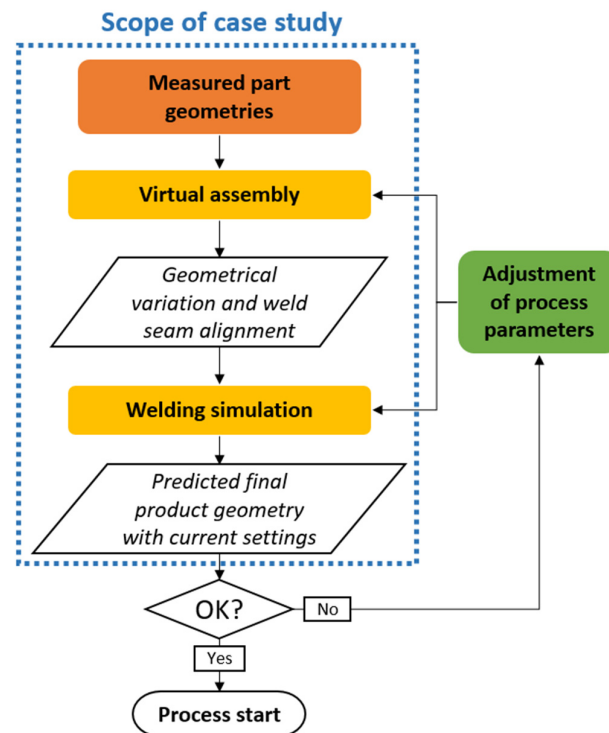 Scope of case study
Measured part
geometries
Virtual assembly
Geometrical
variation and weld
seam alignment
Adjustment
of process
parameters
Welding simulation
Predicted final
product geometry
with current settings
OK?
No
Yes
Process start